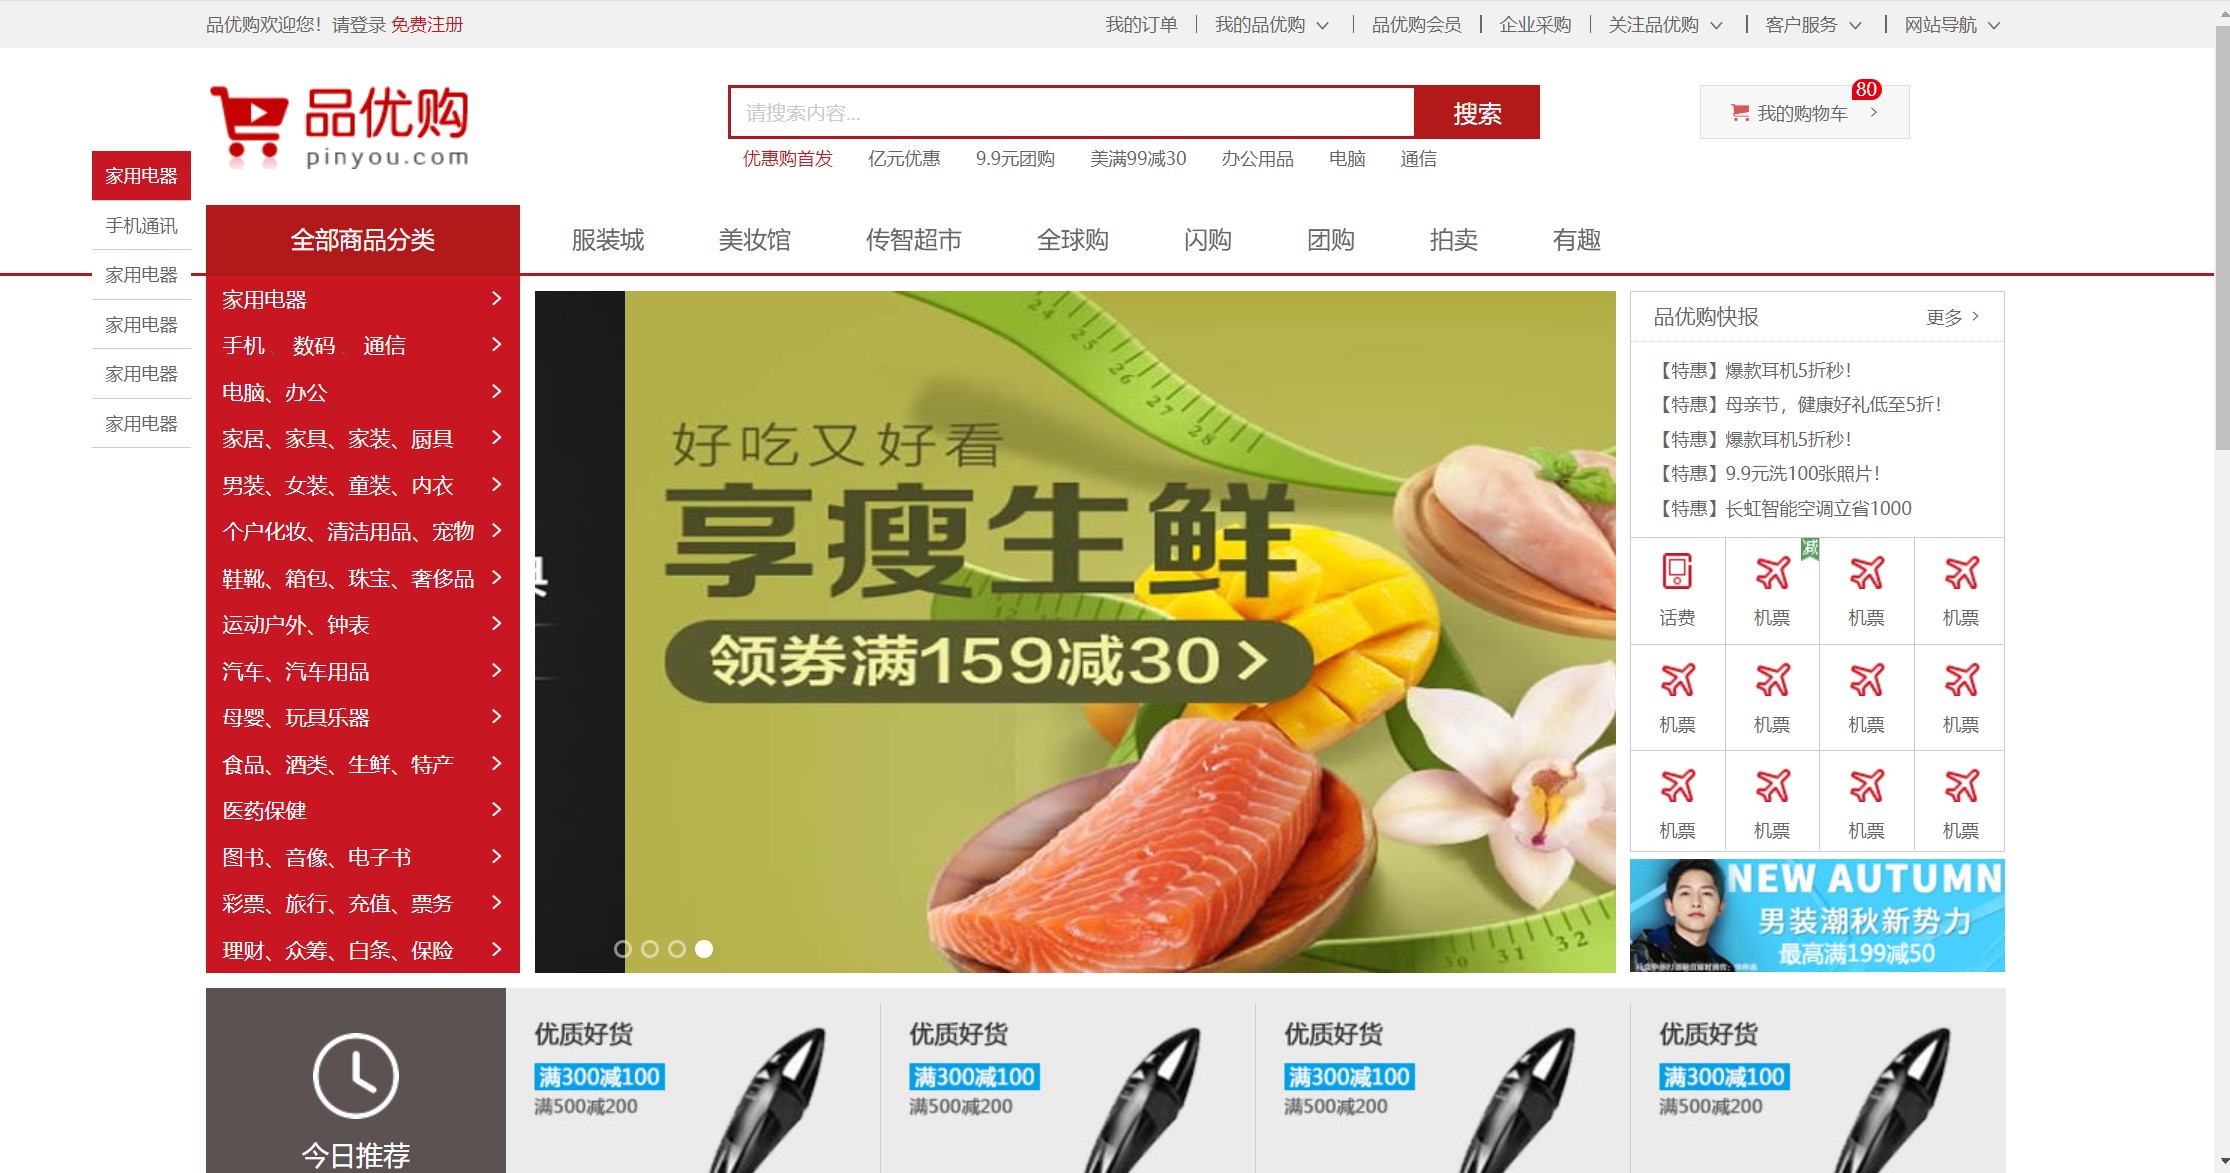 品优购欢迎您！请登录 免费注册
我的订单 我的品优购 品优购会员 企业采购 关注品优购 客户服务 网站导航
品优购
pinyou.com
请搜索内容... 搜索
80
我的购物车
优惠购首发 亿元优惠 9.9元团购 美满99减30 办公用品 电脑 通信
家用电器
手机通讯
家用电器
家用电器
家用电器
家用电器
全部商品分类 服装城 美妆馆 传智超市 全球购 闪购 团购 拍卖 有趣
家用电器
手机、 数码、 通信
电脑、办公
家居、家具、家装、厨具
男装、女装、童装、内衣
个户化妆、清洁用品、宠物
鞋靴、箱包、珠宝、奢侈品
运动户外、钟表
汽车、汽车用品
母婴、玩具乐器
食品、酒类、生鲜、特产
医药保健
图书、音像、电子书
彩票、旅行、充值、票务
理财、众筹、白条、保险
好吃又好看
享瘦生鲜
领券满159减30
24
25
26
27
28
30
31
32
品优购快报 更多
【特惠】爆款耳机5折秒！
【特惠】母亲节，健康好礼低至5折！
【特惠】爆款耳机5折秒！
【特惠】9.9元洗100张照片！
【特惠】长虹智能空调立省1000
减
话费 机票 机票 机票
机票 机票 机票 机票
机票 机票 机票 机票
NEW AUTUMN
男装潮秋新势力
最高满199减50
今日推荐
优质好货
满300减100
满500减200
优质好货
满300减100
满500减200
优质好货
满300减100
满500减200
优质好货
满300减100
满500减200